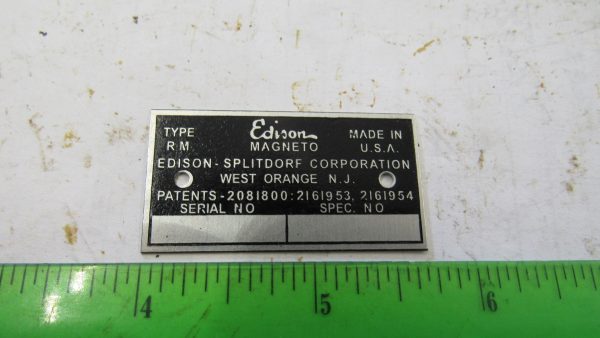 TYPE Edison MADE IN
RM MAGNETO U.S.A.
EDISON-SPLITDORF CORPORATION
WEST ORANGE N.J.
PATENTS-2081800:2161953, 2161954
SERIAL NO SPEC. NO
4 5 6